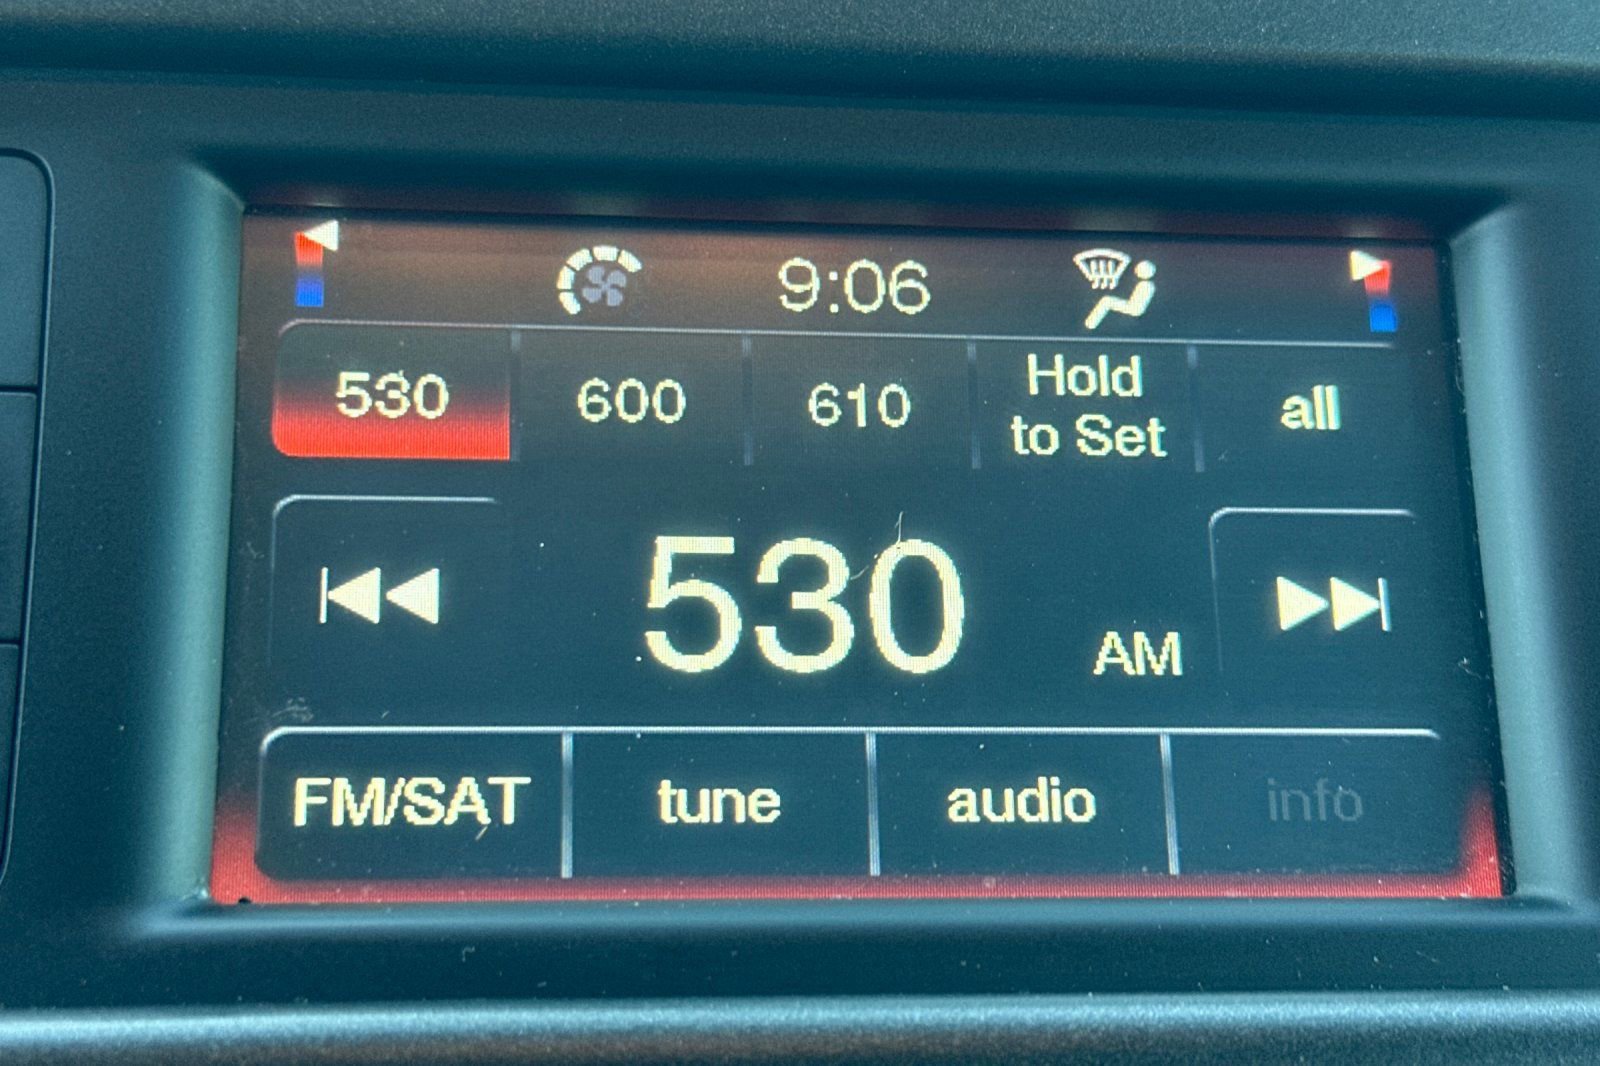 9:06
530
600
610
Hold
to Set
all
530
AM
FM/SAT
tune
audio
info